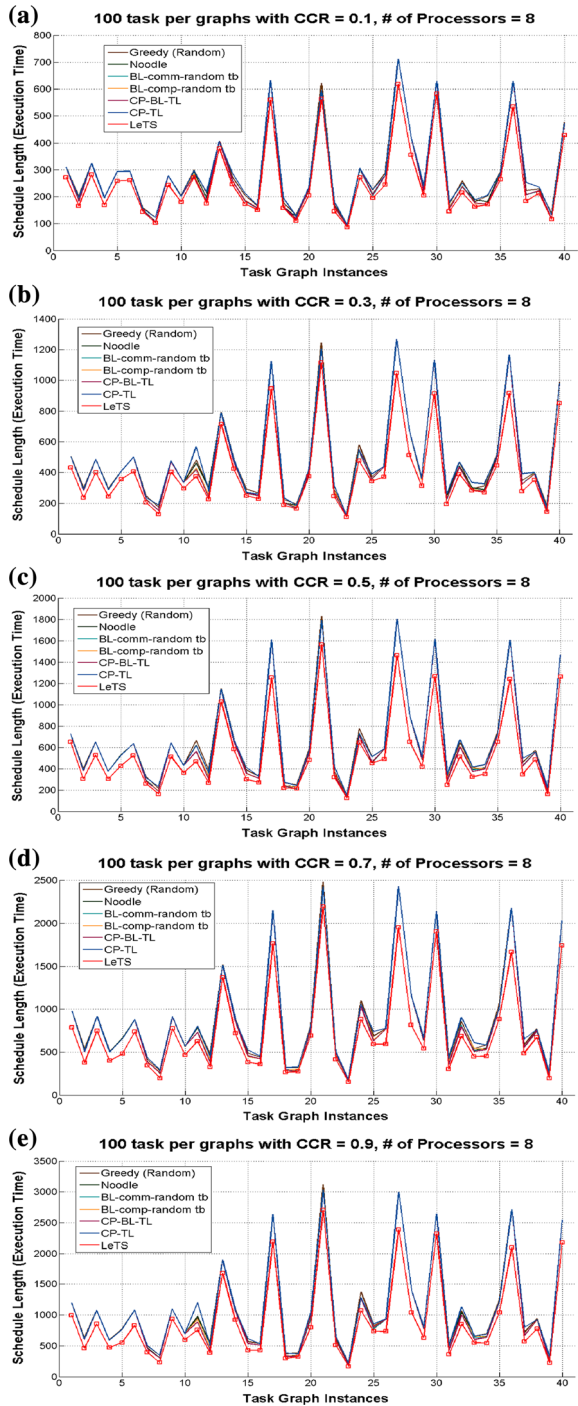 (a)
100 task per graphs with CCR = 0.1, # of Processors = 8
Schedule Length (Execution Time)
800
700
600
500
400
300
200
100
0
Greedy (Random)
Noodle
BL-comm-random tb
BL-comp-random tb
CP-BL-TL
CP-TL
LeTS
0 5 10 15 20 25 30 35 40
Task Graph Instances
(b)
100 task per graphs with CCR = 0.3, # of Processors = 8
Schedule Length (Execution Time)
1400
1200
1000
800
600
400
200
0
Greedy (Random)
Noodle
BL-comm-random tb
BL-comp-random tb
CP-BL-TL
CP-TL
LeTS
0 5 10 15 20 25 30 35 40
Task Graph Instances
(c)
100 task per graphs with CCR = 0.5, # of Processors = 8
Schedule Length (Execution Time)
2000
1800
1600
1400
1200
1000
800
600
400
200
0
Greedy (Random)
Noodle
BL-comm-random tb
BL-comp-random tb
CP-BL-TL
CP-TL
LeTS
0 5 10 15 20 25 30 35 40
Task Graph Instances
(d)
100 task per graphs with CCR = 0.7, # of Processors = 8
Schedule Length (Execution Time)
2500
2000
1500
1000
500
0
Greedy (Random)
Noodle
BL-comm-random tb
BL-comp-random tb
CP-BL-TL
CP-TL
LeTS
0 5 10 15 20 25 30 35 40
Task Graph Instances
(e)
100 task per graphs with CCR = 0.9, # of Processors = 8
Schedule Length (Execution Time)
3500
3000
2500
2000
1500
1000
500
0
Greedy (Random)
Noodle
BL-comm-random tb
BL-comp-random tb
CP-BL-TL
CP-TL
LeTS
0 5 10 15 20 25 30 35 40
Task Graph Instances